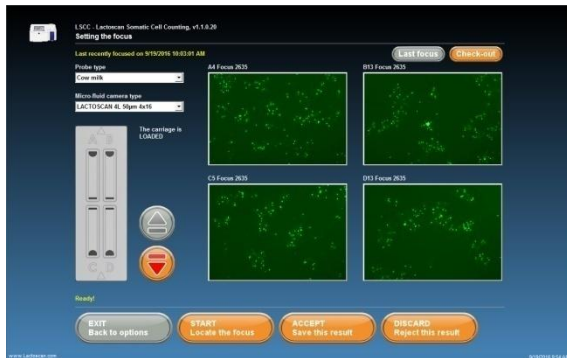 LSCC - Lactoscan Somatic Cell Counting, v1.1.0.20
Setting the focus
Last recently focused on 9/19/2016 10:03:01 AM
Last focus
Check-out
Probe type
Cow milk
Micro-fluid camera type
LACTOSCAN 4L 50µm 4x16
The carriage is
LOADED
A B
C D
A4 Focus 2635
B13 Focus 2635
C5 Focus 2635
D13 Focus 2635
Ready!
EXIT
Back to options
START
Locate the focus
ACCEPT
Save this result
DISCARD
Reject this result
www.Lactoscan.com